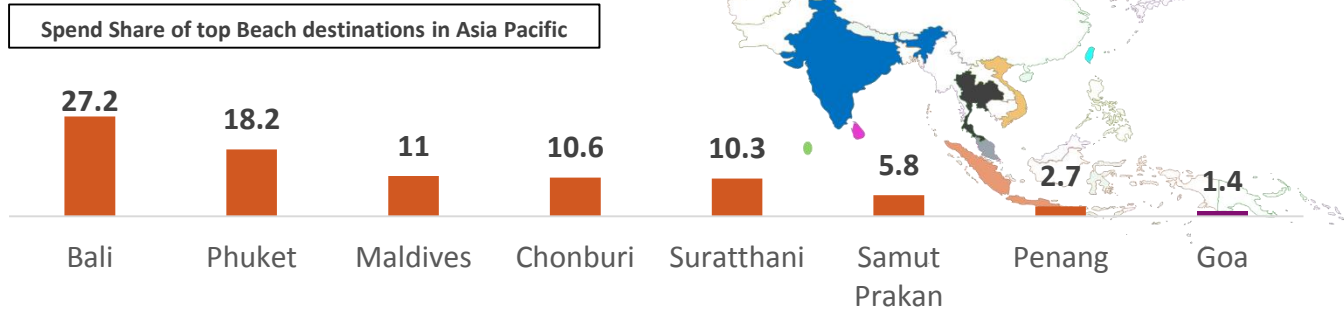 Spend Share of top Beach destinations in Asia Pacific
27.2
18.2
11
10.6
10.3
5.8
2.7
1.4
Bali
Phuket
Maldives
Chonburi
Suratthani
Samut
Prakan
Penang
Goa